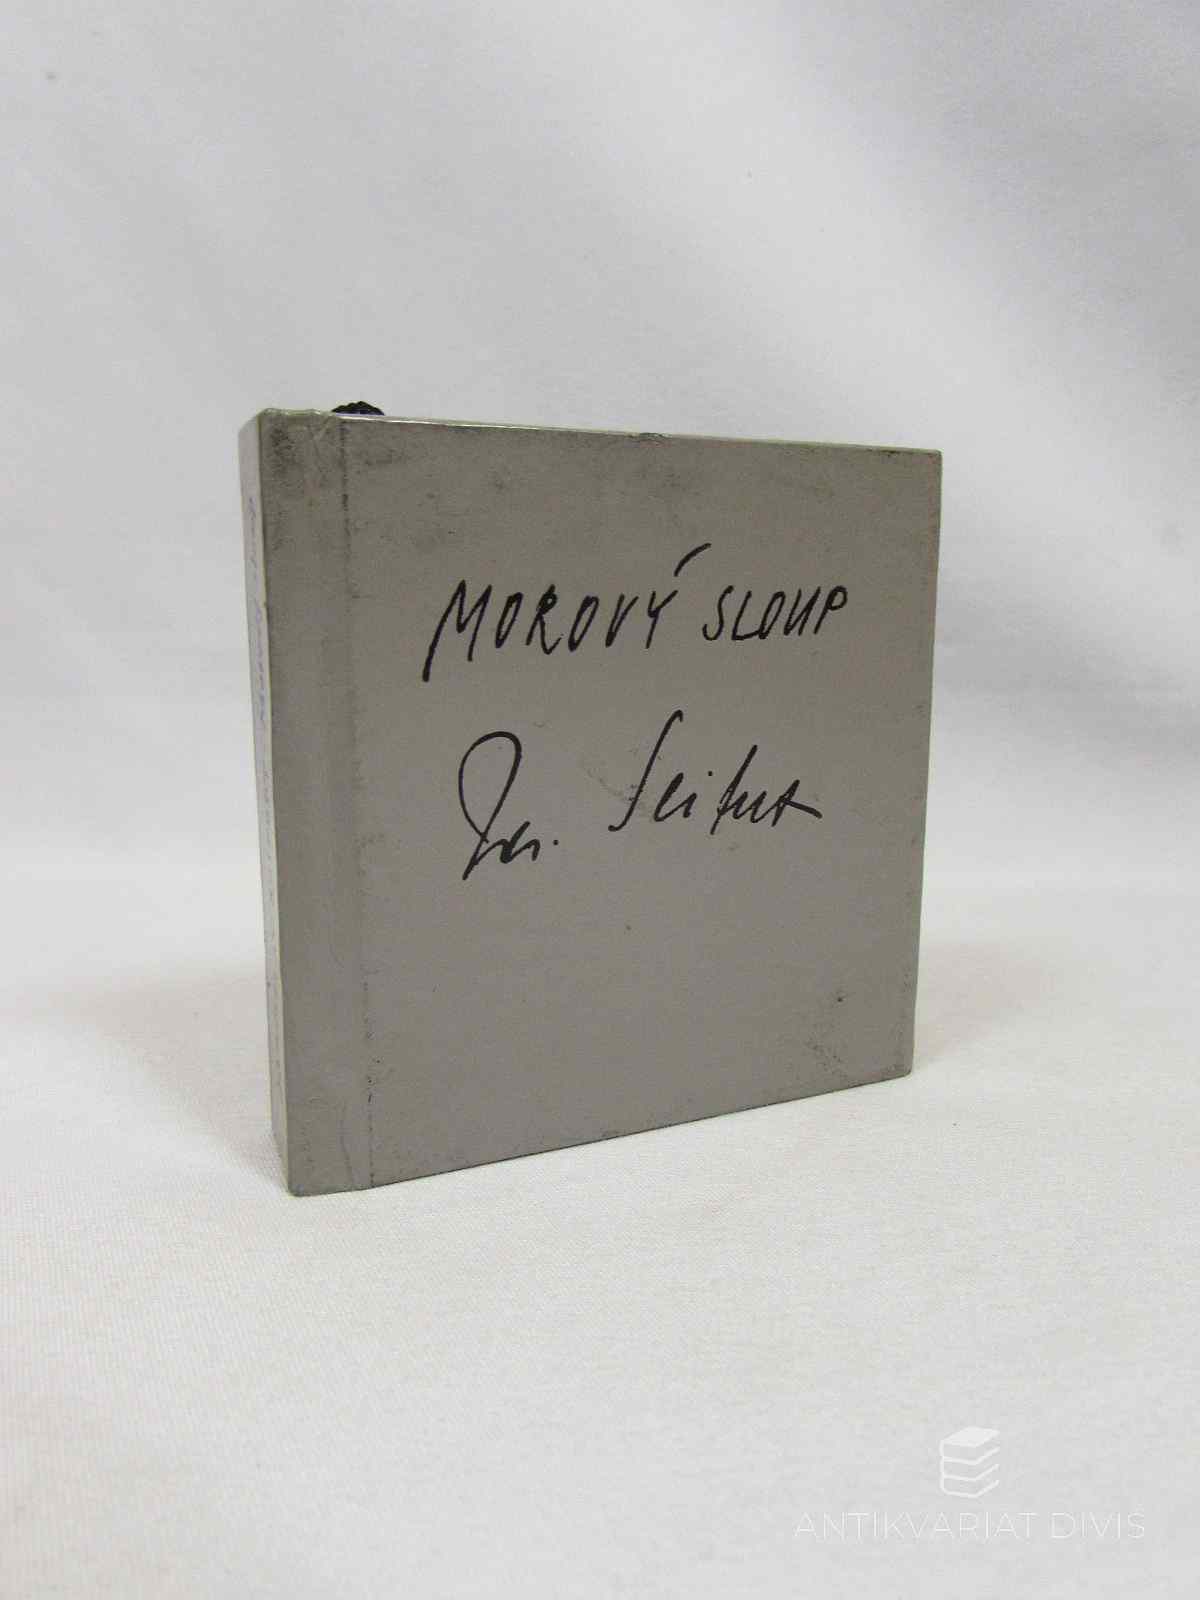 MOROVÝ SLOUP
Jar. Seifert
ANTIKVARIAT DIVIS